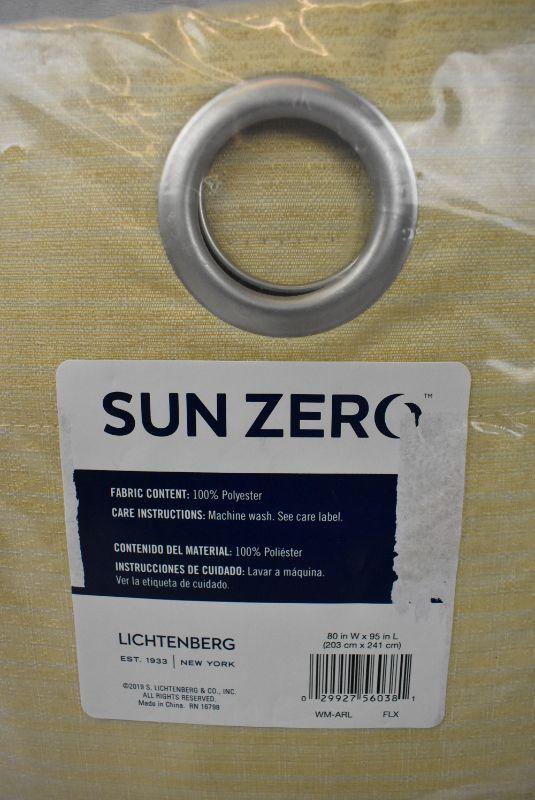 SUN ZERO™
FABRIC CONTENT: 100% Polyester
CARE INSTRUCTIONS: Machine wash. See care label.
CONTENIDO DEL MATERIAL: 100% Poliéster
INSTRUCCIONES DE CUIDADO: Lavar a máquina.
Ver la etiqueta de cuidado.
LICHTENBERG
EST. 1933 | NEW YORK
©2019 S. LICHTENBERG & CO., INC.
ALL RIGHTS RESERVED.
Made in China. RN 16798
80 in W x 95 in L
(203 cm x 241 cm)
0 29927 56038 1
WM-ARL FLX